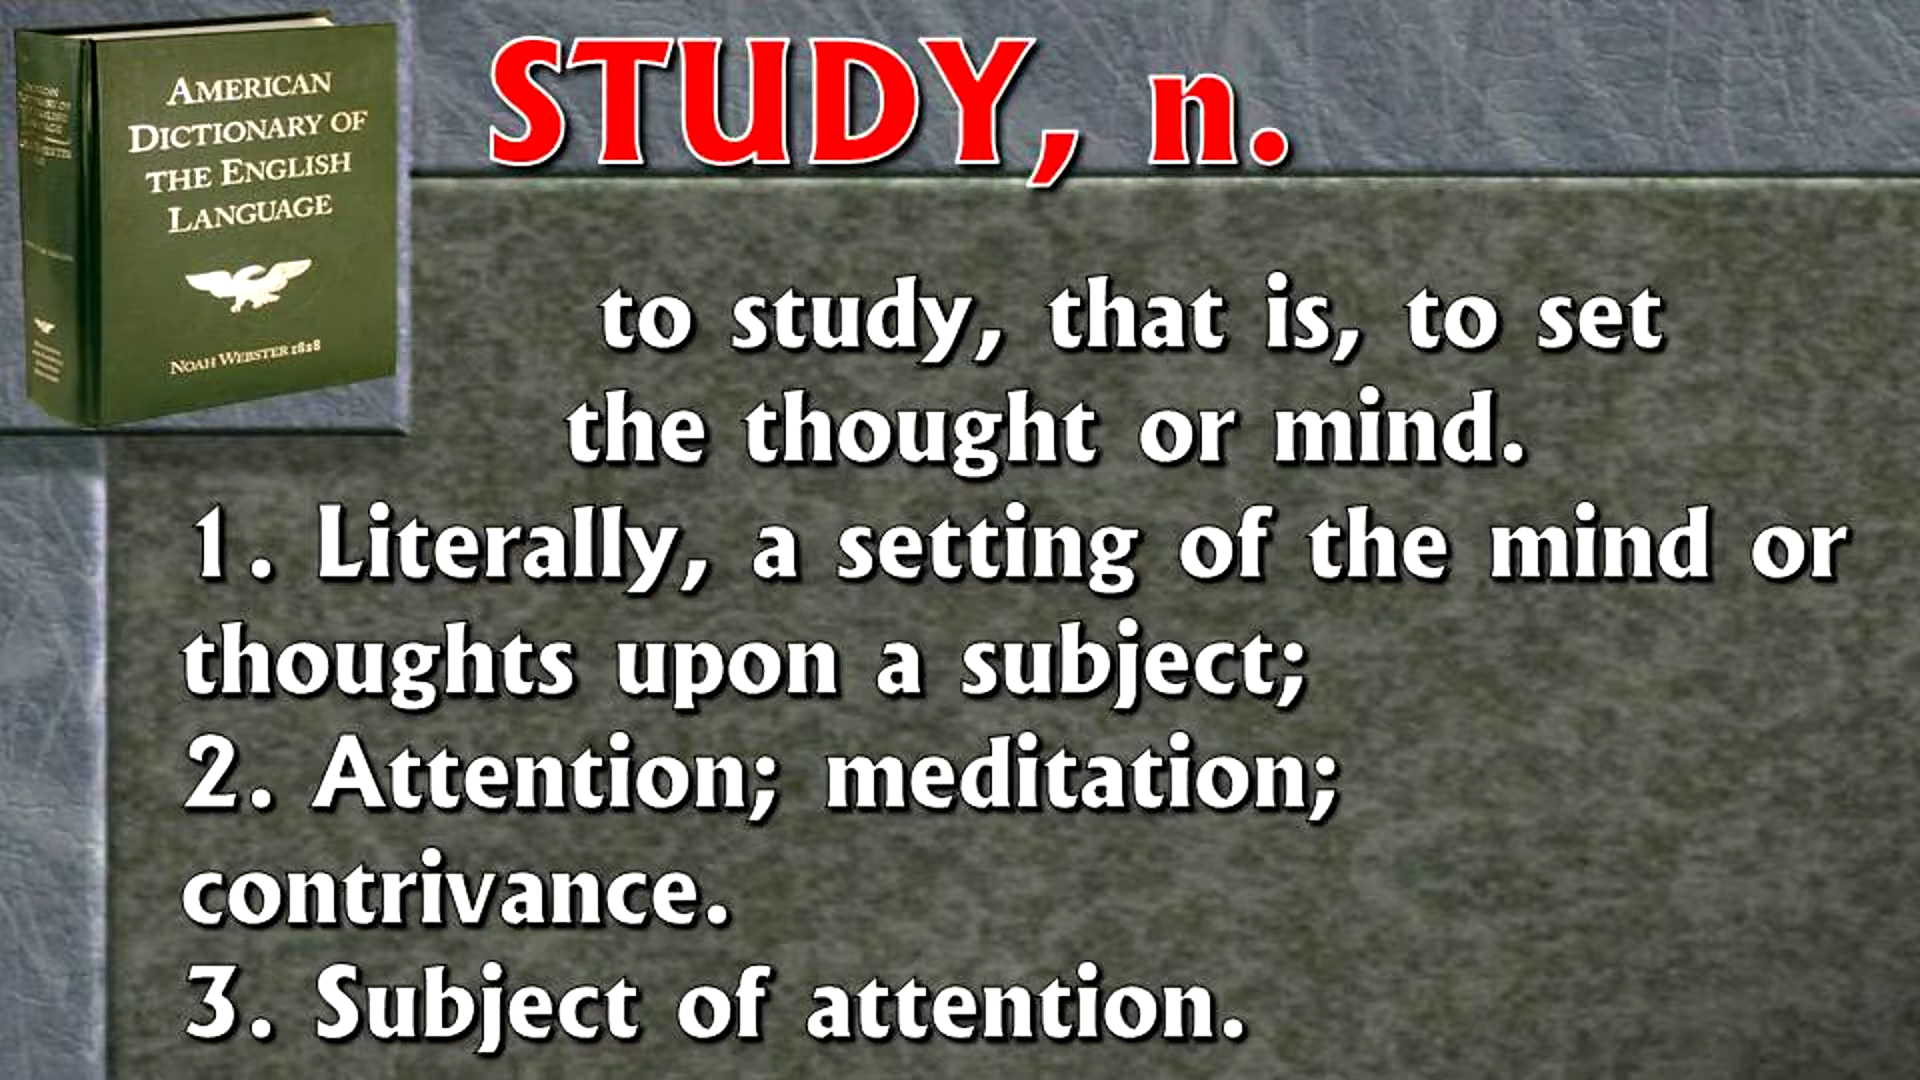 AMERICAN
DICTIONARY OF
THE ENGLISH
LANGUAGE
NOAH WEBSTER 1828
STUDY, n.
to study, that is, to set
the thought or mind.
1. Literally, a setting of the mind or
thoughts upon a subject;
2. Attention; meditation;
contrivance.
3. Subject of attention.